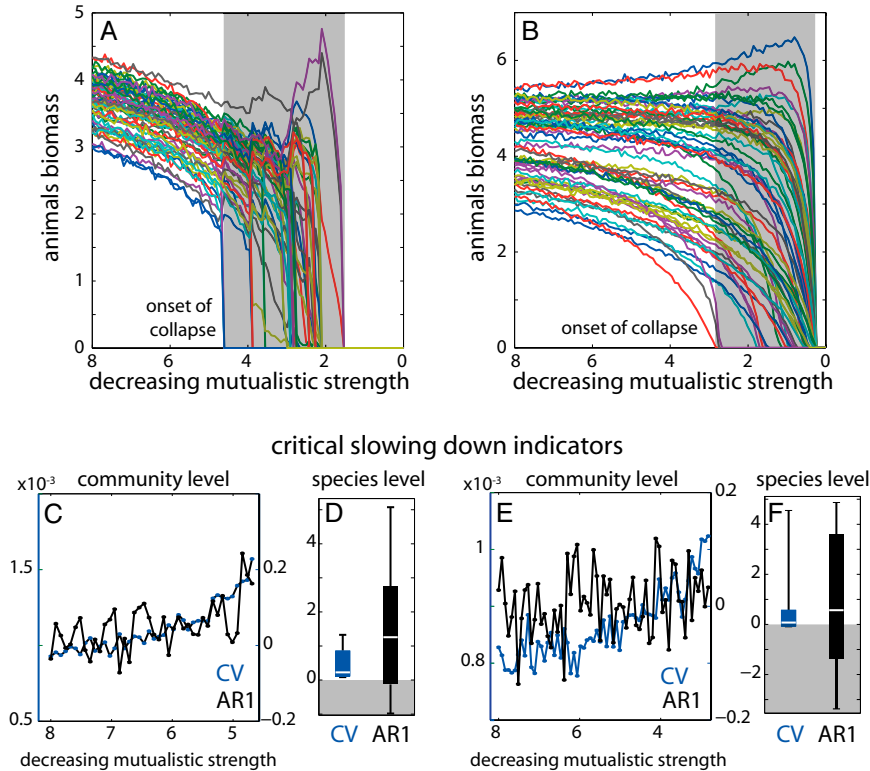 A
animals biomass
5
4
3
2
1
0
onset of
collapse
8
6
4
2
0
decreasing mutualistic strength
B
animals biomass
6
4
2
0
onset of collapse
8
6
4
2
0
decreasing mutualistic strength
critical slowing down indicators
community level
x10⁻³
C
1.5
0.5
0.2
0
−0.2
CV
AR1
8
7
6
5
decreasing mutualistic strength
species level
D
4
2
0
CV
AR1
community level
x10⁻³
E
1
0.8
0.2
0
−0.2
CV
AR1
8
6
4
decreasing mutualistic strength
species level
F
4
2
0
−2
CV
AR1